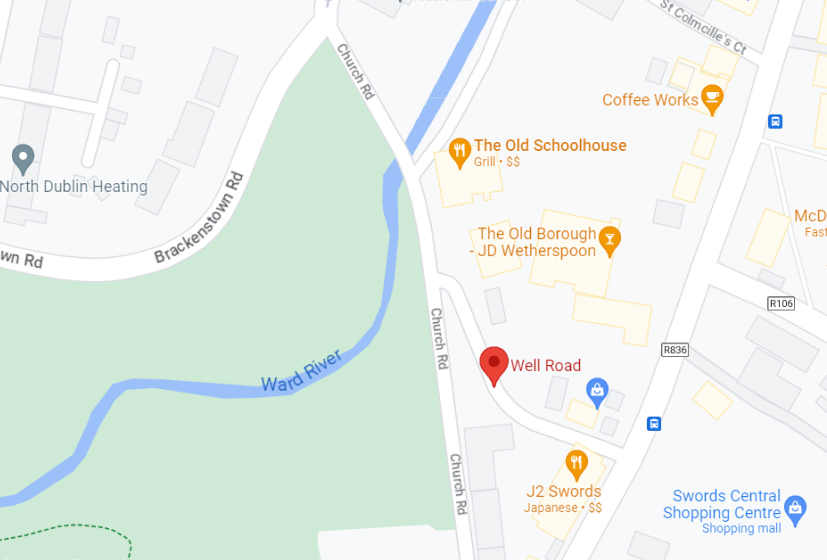 St Colmcille's Ct
Church Rd
Coffee Works
The Old Schoolhouse
Grill • $$
North Dublin Heating
Brackenstown Rd
McD
Fast
The Old Borough
- JD Wetherspoon
wn Rd
R106
Church Rd
R836
Ward River
Well Road
Church Rd
J2 Swords
Japanese • $$
Swords Central
Shopping Centre
Shopping mall